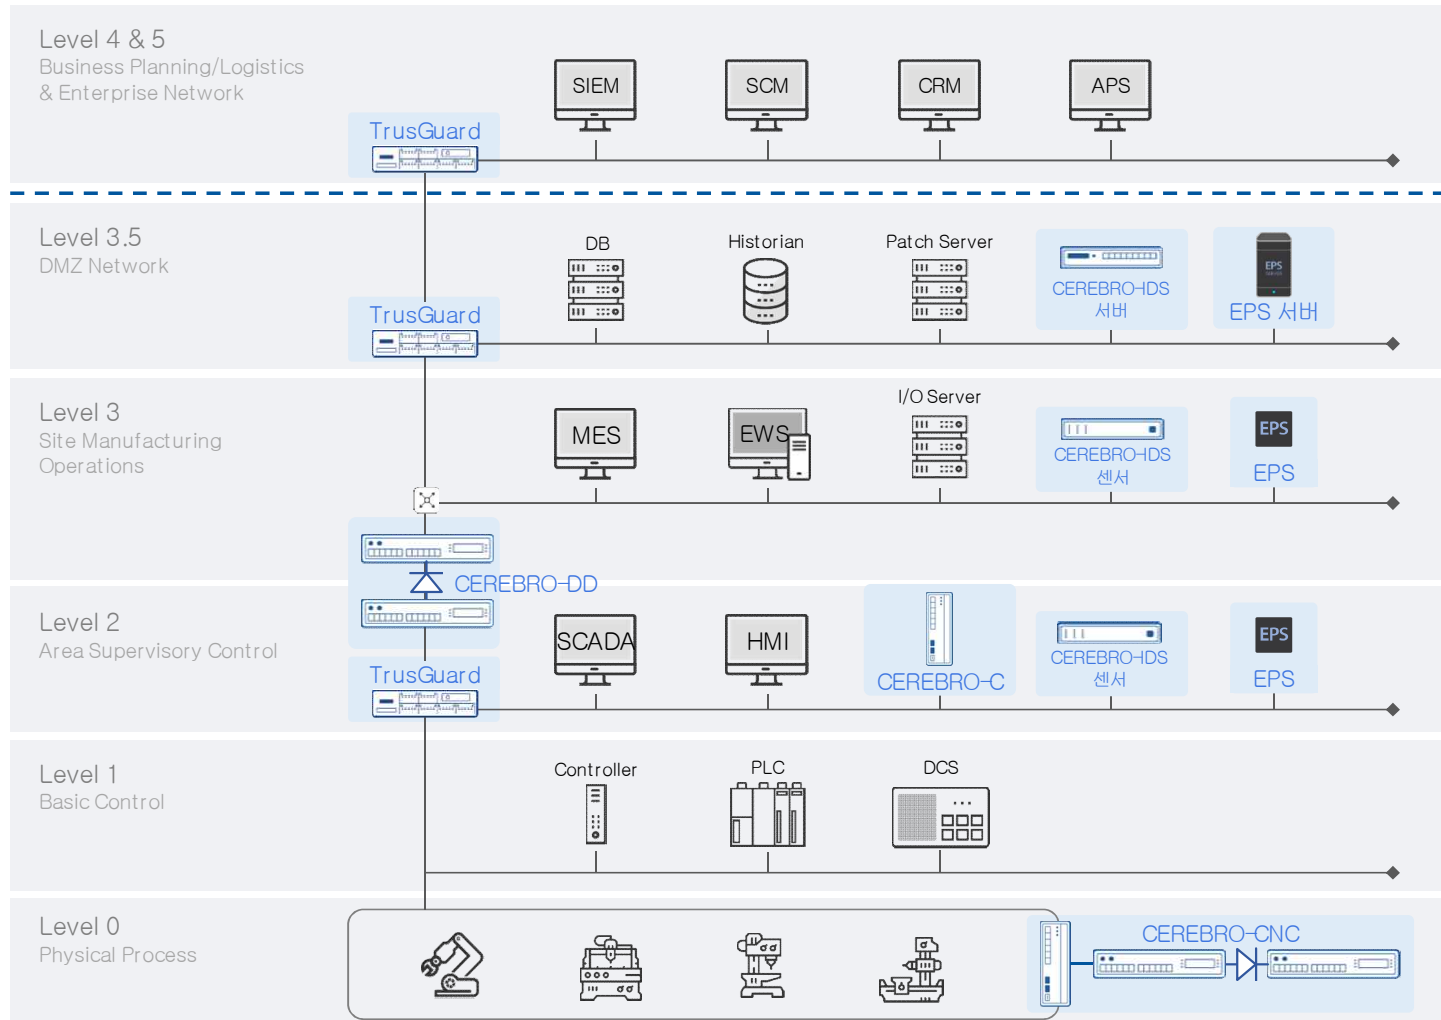 Level 4 & 5
Business Planning/Logistics
& Enterprise Network
SIEM
SCM
CRM
APS
TrusGuard
Level 3.5
DMZ Network
DB
Historian
Patch Server
CEREBRO-IDS
서버
EPS
EPS 서버
TrusGuard
Level 3
Site Manufacturing
Operations
MES
EWS
I/O Server
CEREBRO-IDS
센서
EPS
EPS
CEREBRO-DD
Level 2
Area Supervisory Control
SCADA
HMI
CEREBRO-C
CEREBRO-IDS
센서
EPS
EPS
TrusGuard
Level 1
Basic Control
Controller
PLC
DCS
Level 0
Physical Process
CEREBRO-CNC